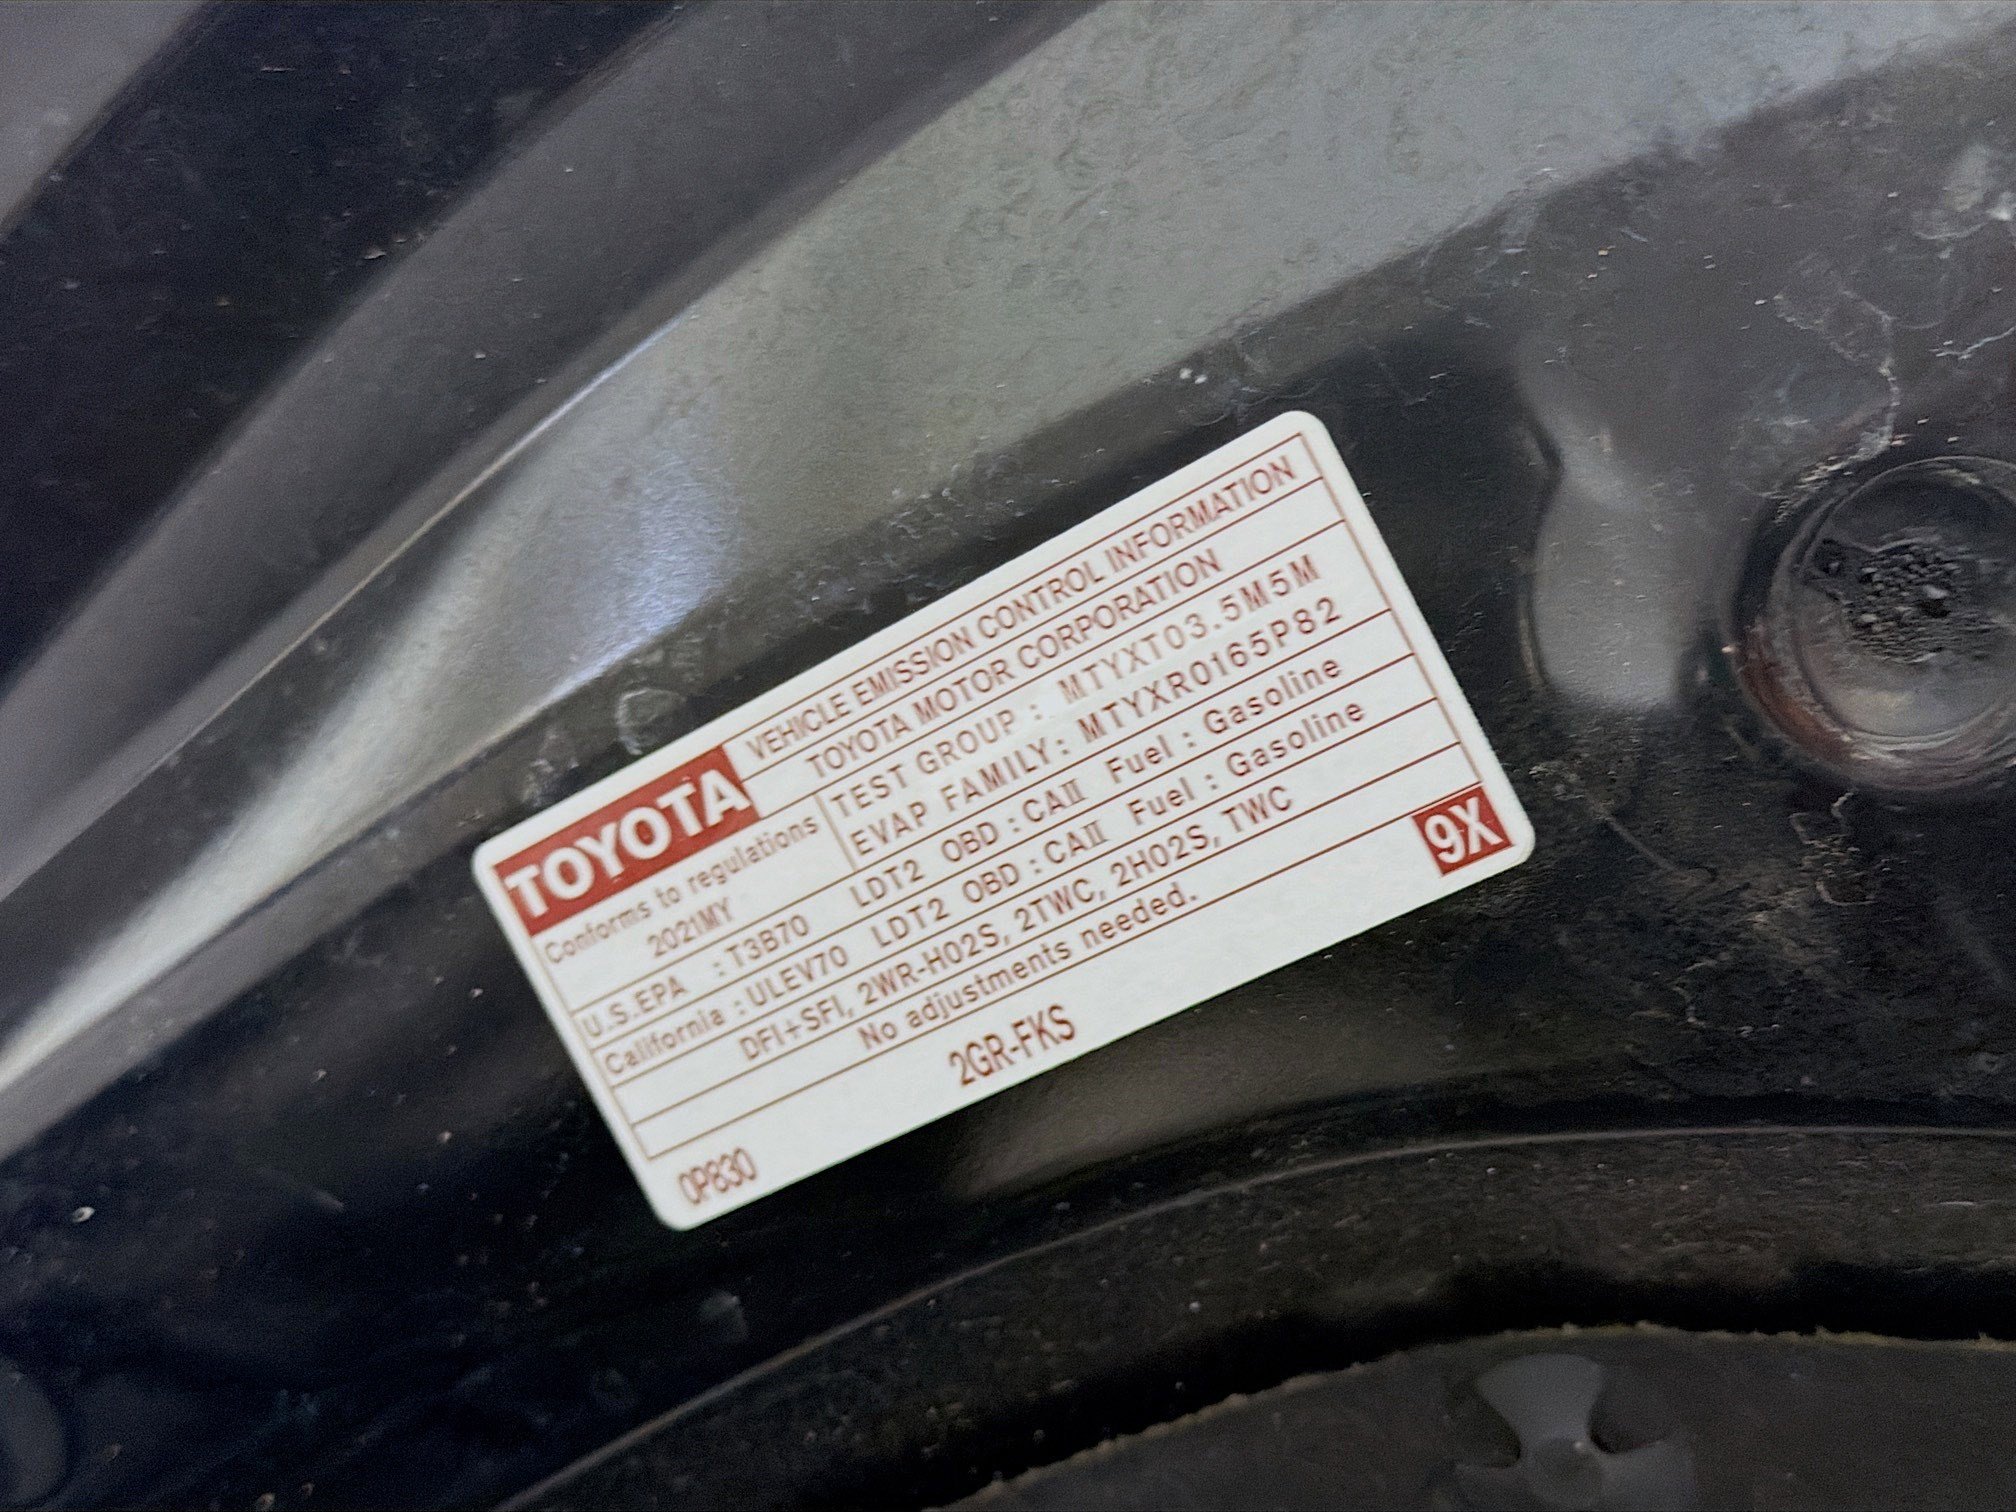 VEHICLE EMISSION CONTROL INFORMATION
TOYOTA
TOYOTA MOTOR CORPORATION
Conforms to regulations
2021MY
TEST GROUP : MTYXT03.5M5M
EVAP FAMILY: MTYXR0165P82
U.S.EPA : T3B70 LDT2 OBD : CAII Fuel : Gasoline
California : ULEV70 LDT2 OBD : CAII Fuel : Gasoline
DFI+SFI, 2WR-HO2S, 2TWC, 2HO2S, TWC
No adjustments needed.
9X
2GR-FKS
0P830